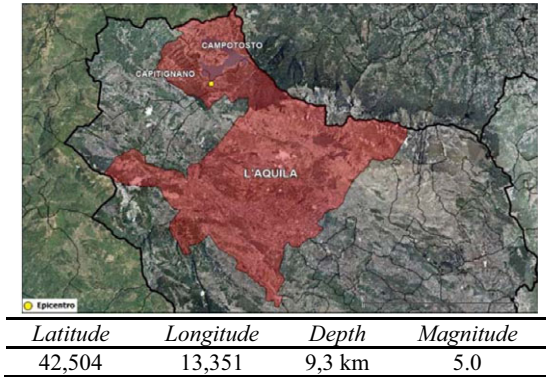 CAMPOTOSTO
CAPITIGNANO
L'AQUILA
Epicentro
Latitude Longitude Depth Magnitude
42,504 13,351 9,3 km 5.0